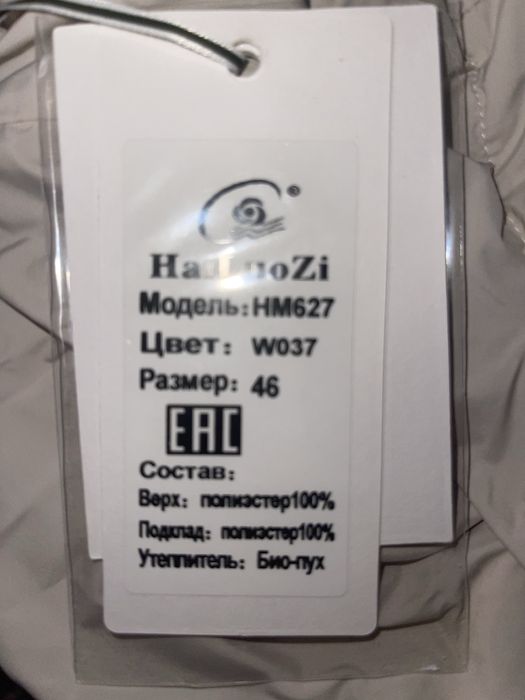 HaiLuoZi
Модель: HM627
Цвет: W037
Размер: 46
EAC
Состав:
Верх: полиэстер100%
Подклад: полиэстер100%
Утеплитель: Био-пух